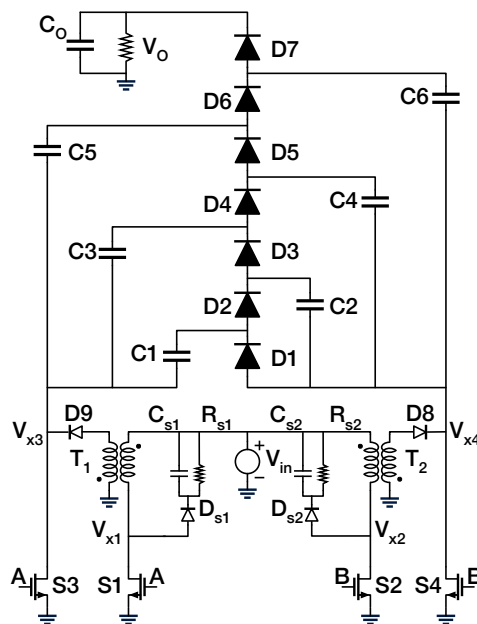 C_O V_O D7
D6 C6
C5 D5
D4 C4
C3 D3
D2 C2
C1 D1
D9 C_s1 R_s1 C_s2 R_s2 D8
V_x3 T_1 + V_in − T_2 V_x4
D_s1 D_s2
V_x1 V_x2
A S3 S1 A B S2 S4 B